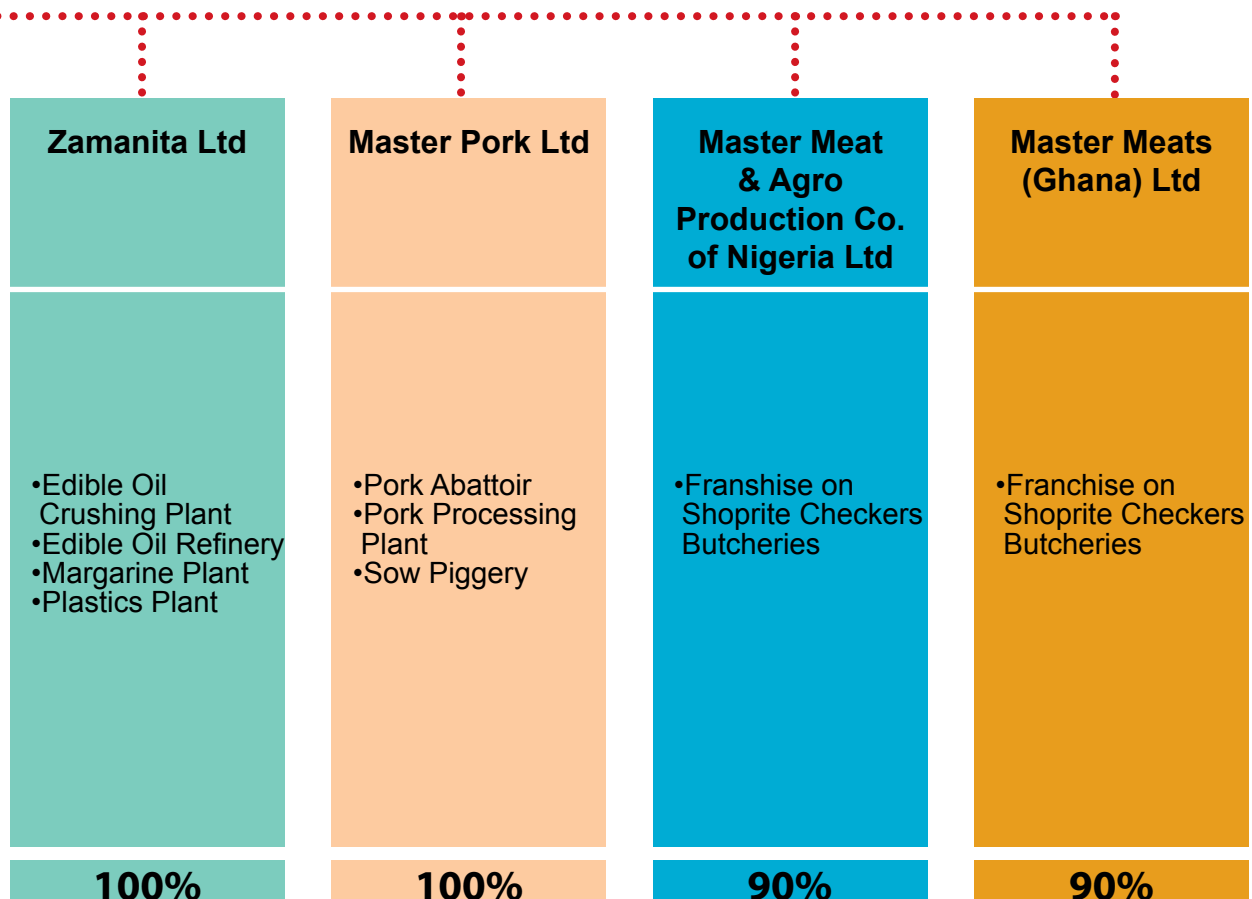 Zamanita Ltd
•Edible Oil
Crushing Plant
•Edible Oil Refinery
•Margarine Plant
•Plastics Plant
100%
Master Pork Ltd
•Pork Abattoir
•Pork Processing
Plant
•Sow Piggery
100%
Master Meat
& Agro
Production Co.
of Nigeria Ltd
•Franshise on
Shoprite Checkers
Butcheries
90%
Master Meats
(Ghana) Ltd
•Franchise on
Shoprite Checkers
Butcheries
90%